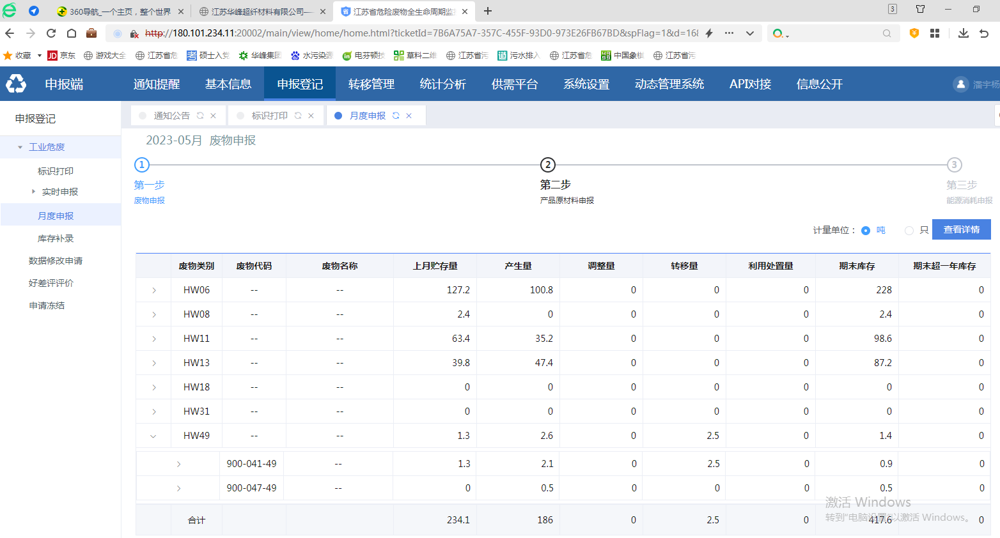 360导航_一个主页，整个世界
江苏华峰超纤材料有限公司—
江苏省危险废物全生命周期监
3
http://180.101.234.11:20002/main/view/home/home.html?ticketId=7B6A75A7-357C-455F-93D0-973E26FB67BD&spFlag=1&d=16
收藏 JD 京东 游戏大全 江苏省危 硕士入党 华峰集团 水污染源 电芬顿技 草料二维 江苏省污 污水排入 江苏省危 中国象棋 江苏省污
申报端 通知提醒 基本信息 申报登记 转移管理 统计分析 供需平台 系统设置 动态管理系统 API对接 信息公开 潘宇杨
申报登记
工业危废
标识打印
实时申报
月度申报
库存补录
数据修改申请
好差评评价
申请冻结
通知公告 标识打印 月度申报
2023-05月 废物申报
1 2 3
第一步 第二步 第三步
废物申报 产品原材料申报 能源消耗申报
计量单位： 吨 只 查看详情
废物类别 废物代码 废物名称 上月贮存量 产生量 调整量 转移量 利用处置量 期末库存 期末超一年库存
HW06 -- -- 127.2 100.8 0 0 0 228 0
HW08 -- -- 2.4 0 0 0 0 2.4 0
HW11 -- -- 63.4 35.2 0 0 0 98.6 0
HW13 -- -- 39.8 47.4 0 0 0 87.2 0
HW18 -- -- 0 0 0 0 0 0 0
HW31 -- -- 0 0 0 0 0 0 0
HW49 -- -- 1.3 2.6 0 2.5 0 1.4 0
900-041-49 -- 1.3 2.1 0 2.5 0 0.9 0
900-047-49 -- 0 0.5 0 0 0 0.5 0
合计 234.1 186 0 2.5 0 417.6 0
激活 Windows
转到"电脑设置"以激活 Windows。